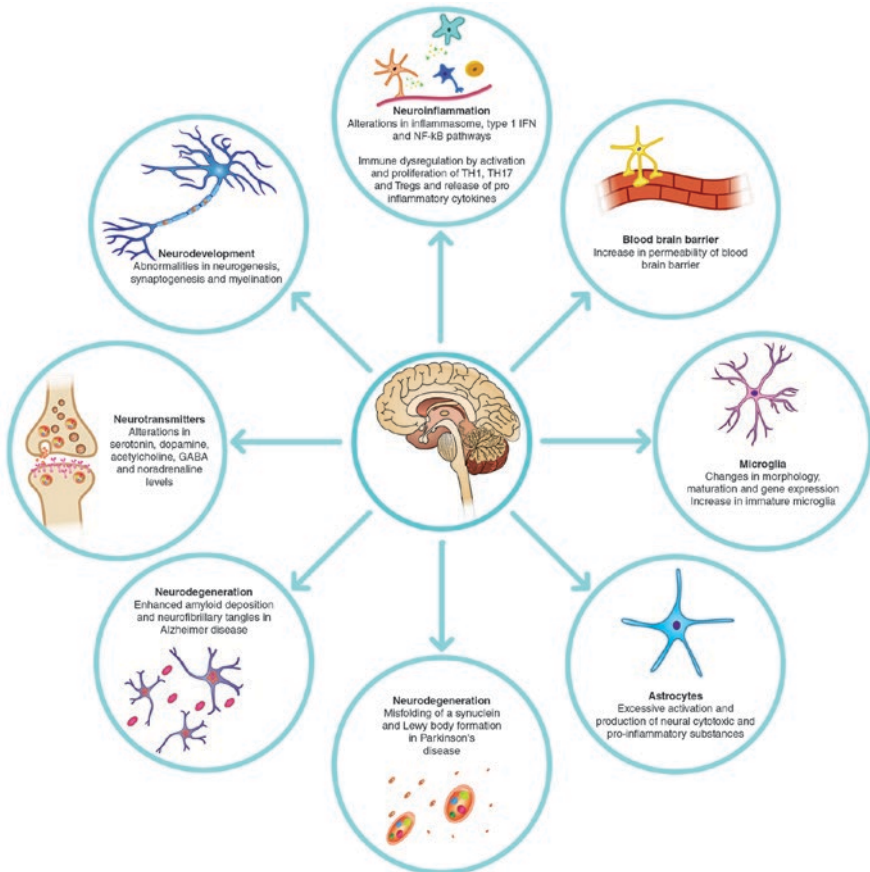 Neuroinflammation
Alterations in inflammasome, type 1 IFN
and NF-kB pathways
Immune dysregulation by activation
and proliferation of TH1, TH17
and Tregs and release of pro
inflammatory cytokines
Blood brain barrier
Increase in permeability of blood
brain barrier
Microglia
Changes in morphology,
maturation and gene expression
Increase in immature microglia
Astrocytes
Excessive activation and
production of neural cytotoxic and
pro-inflammatory substances
Neurodegeneration
Misfolding of a synuclein
and Lewy body formation
in Parkinson's
disease
Neurodegeneration
Enhanced amyloid deposition
and neurofibrillary tangles in
Alzheimer disease
Neurotransmitters
Alterations in
serotonin, dopamine,
acetylcholine, GABA
and noradrenaline
levels
Neurodevelopment
Abnormalities in neurogenesis,
synaptogenesis and myelination